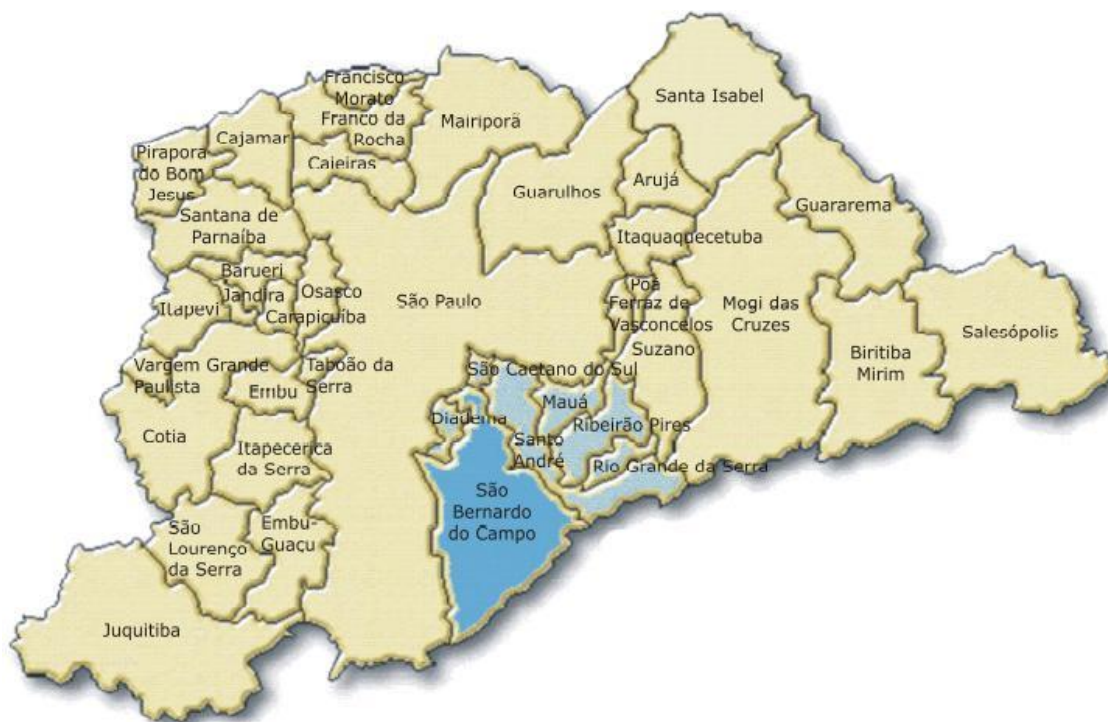 Francisco
Morato
Franco da
Rocha
Mairiporã
Santa Isabel
Cajamar
Pirapora
do Bom
Jesus
Caieiras
Guarulhos
Arujá
Guararema
Santana de
Parnaíba
Itaquaquecetuba
Barueri
Jandira
Itapevi
Carapicuíba
Osasco
São Paulo
Poá
Ferraz de
Vasconcelos
Suzano
Mogi das
Cruzes
Salesópolis
Biritiba
Mirim
Vargem Grande
Paulista
Taboão da
Serra
Embu
São Caetano do Sul
Mauá
Diadema
Ribeirão Pires
Cotia
Itapecerica
da Serra
Santo
André
Rio Grande da Serra
São
Bernardo
do Campo
São
Lourenço
da Serra
Embu-
Guaçu
Juquitiba